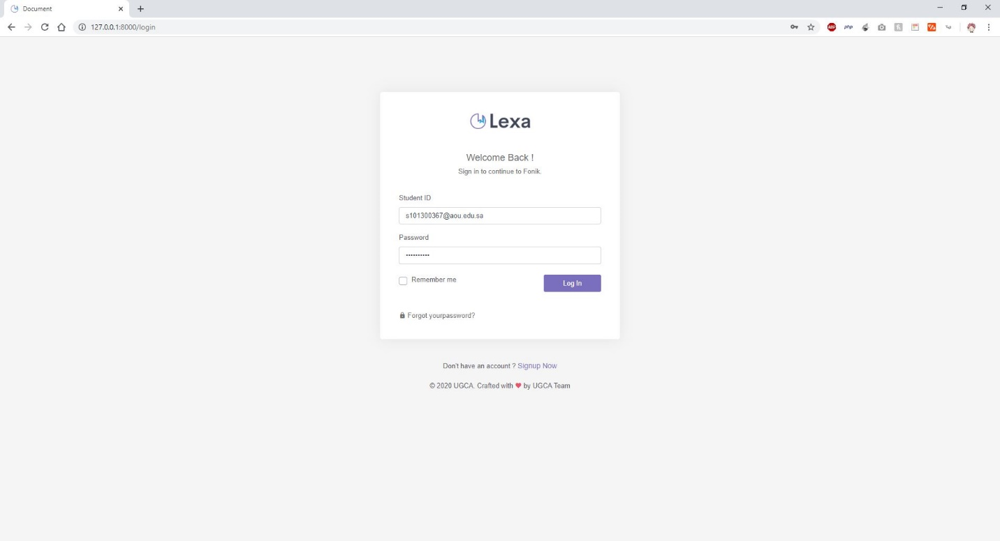 Document
127.0.0.1:8000/login
ABP
php
Lexa
Welcome Back !
Sign in to continue to Fonik.
Student ID
s101300367@aou.edu.sa
Password
••••••••••
Remember me
Log In
Forgot yourpassword?
Don't have an account ? Signup Now
© 2020 UGCA. Crafted with ❤ by UGCA Team